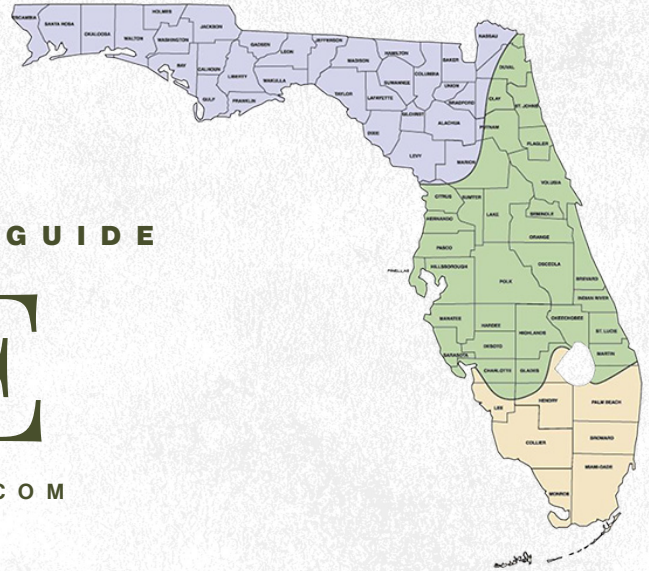 GUIDE
E
COM
ESCAMBIA
SANTA ROSA
OKALOOSA
WALTON
HOLMES
WASHINGTON
JACKSON
BAY
CALHOUN
GULF
LIBERTY
GADSDEN
LEON
WAKULLA
FRANKLIN
JEFFERSON
MADISON
TAYLOR
HAMILTON
SUWANNEE
LAFAYETTE
DIXIE
COLUMBIA
GILCHRIST
BAKER
UNION
BRADFORD
ALACHUA
LEVY
MARION
NASSAU
DUVAL
CLAY
ST. JOHNS
PUTNAM
FLAGLER
VOLUSIA
CITRUS
SUMTER
LAKE
HERNANDO
SEMINOLE
ORANGE
PASCO
PINELLAS
HILLSBOROUGH
POLK
OSCEOLA
BREVARD
INDIAN RIVER
MANATEE
HARDEE
HIGHLANDS
OKEECHOBEE
ST. LUCIE
DESOTO
SARASOTA
MARTIN
CHARLOTTE
GLADES
LEE
HENDRY
PALM BEACH
COLLIER
BROWARD
MIAMI-DADE
MONROE